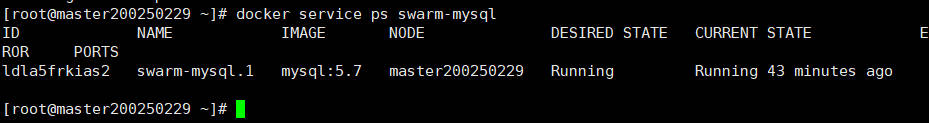 [root@master200250229 ~]# docker service ps swarm-mysql
ID                  NAME                IMAGE               NODE                DESIRED STATE       CURRENT STATE            E
ROR     PORTS
ldla5frkias2        swarm-mysql.1       mysql:5.7           master200250229     Running             Running 43 minutes ago
[root@master200250229 ~]#